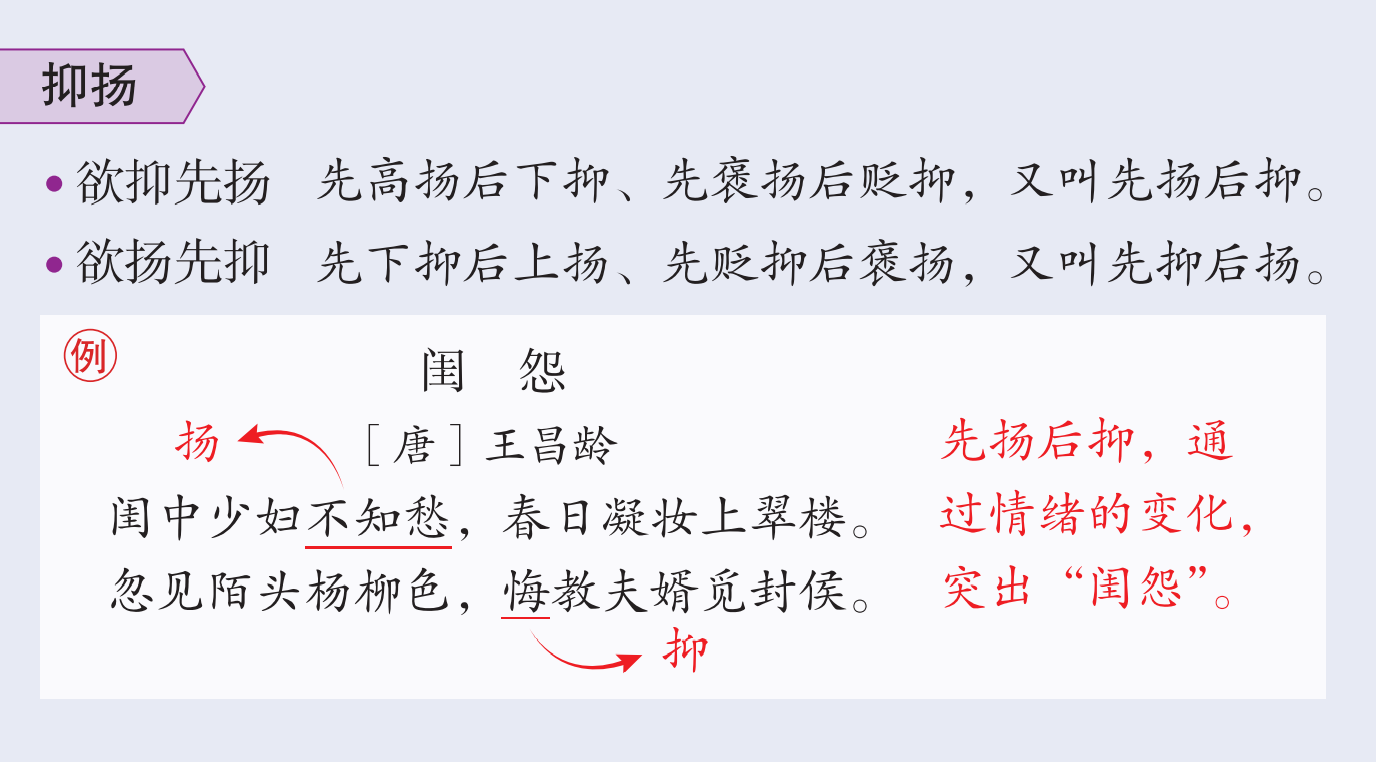 抑扬
• 欲抑先扬 先高扬后下抑、先褒扬后贬抑，又叫先扬后抑。
• 欲扬先抑 先下抑后上扬、先贬抑后褒扬，又叫先抑后扬。
例
闺 怨
扬
［唐］王昌龄
闺中少妇不知愁，春日凝妆上翠楼。
忽见陌头杨柳色，悔教夫婿觅封侯。
抑
先扬后抑，通
过情绪的变化，
突出“闺怨”。